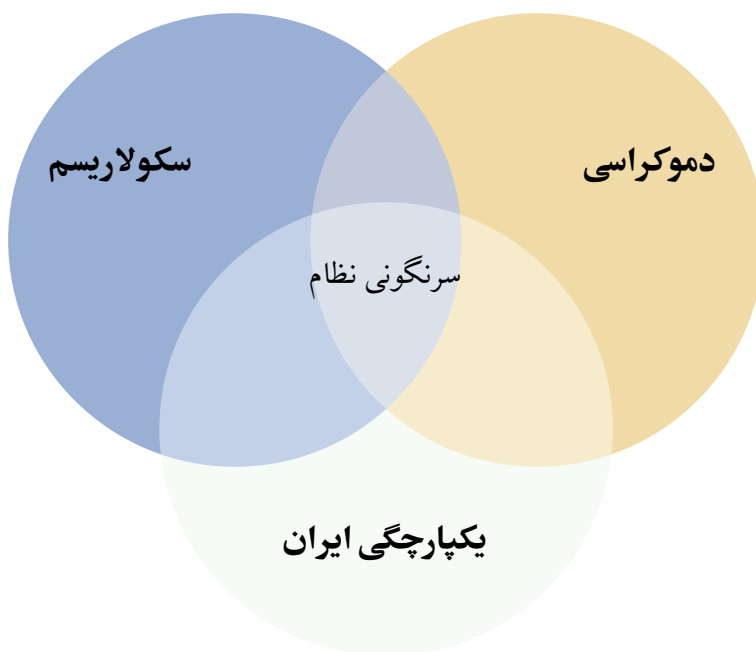 دموکراسی
سکولاریسم
سرنگونی نظام
یکپارچگی ایران